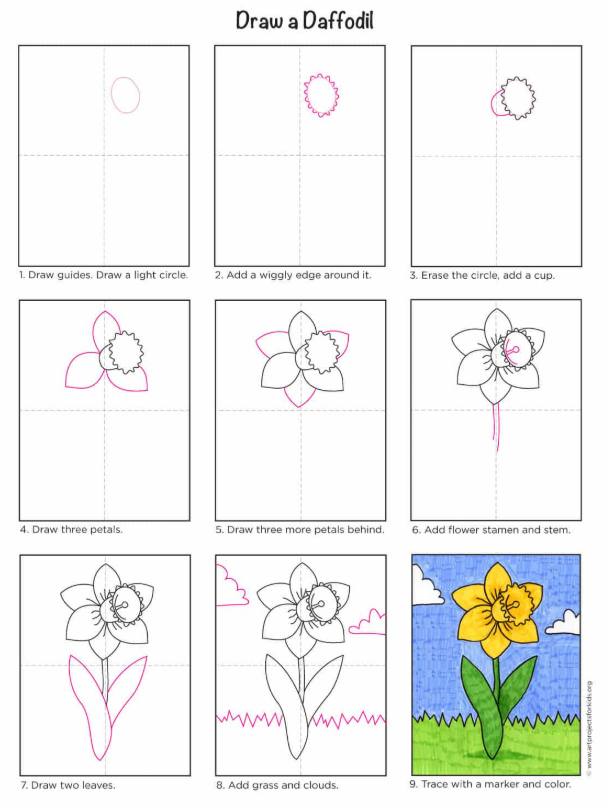 Draw a Daffodil
1. Draw guides. Draw a light circle.
2. Add a wiggly edge around it.
3. Erase the circle, add a cup.
4. Draw three petals.
5. Draw three more petals behind.
6. Add flower stamen and stem.
7. Draw two leaves.
8. Add grass and clouds.
9. Trace with a marker and color.
© www.artprojectsforkids.org